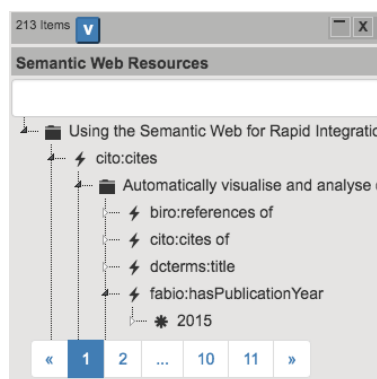 213 Items V X
Semantic Web Resources
Using the Semantic Web for Rapid Integratio
cito:cites
Automatically visualise and analyse
biro:references of
cito:cites of
dcterms:title
fabio:hasPublicationYear
2015
« 1 2 ... 10 11 »